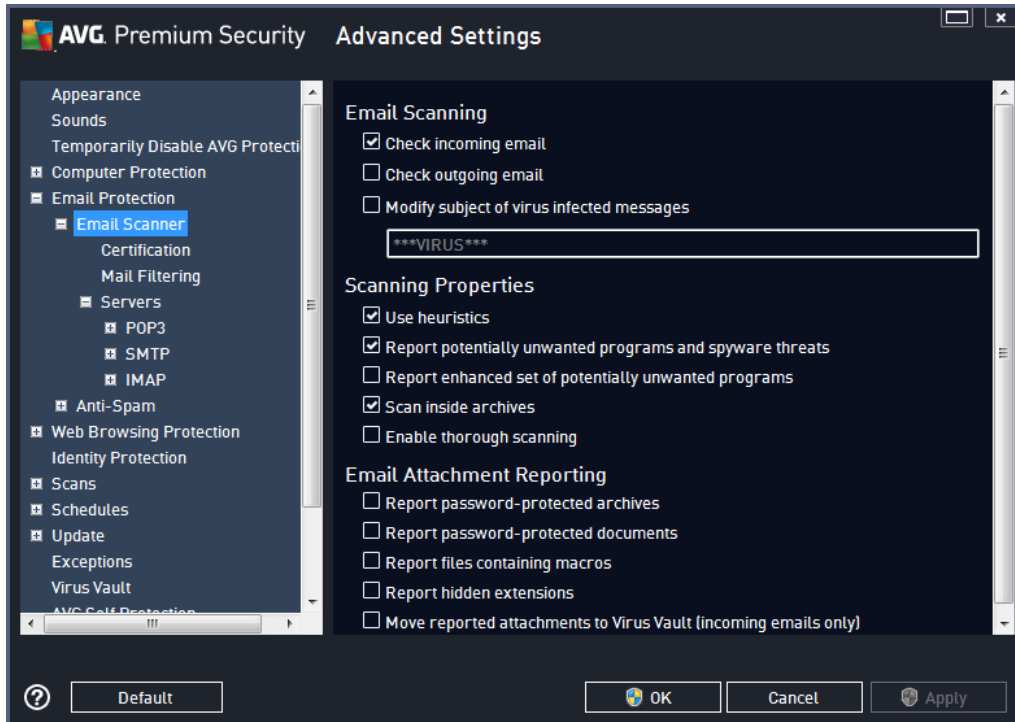 AVG. Premium Security Advanced Settings
Appearance
Sounds
Temporarily Disable AVG Protecti
Computer Protection
Email Protection
Email Scanner
Certification
Mail Filtering
Servers
POP3
SMTP
IMAP
Anti-Spam
Web Browsing Protection
Identity Protection
Scans
Schedules
Update
Exceptions
Virus Vault
AVG Self Protection
Email Scanning
Check incoming email
Check outgoing email
Modify subject of virus infected messages
***VIRUS***
Scanning Properties
Use heuristics
Report potentially unwanted programs and spyware threats
Report enhanced set of potentially unwanted programs
Scan inside archives
Enable thorough scanning
Email Attachment Reporting
Report password-protected archives
Report password-protected documents
Report files containing macros
Report hidden extensions
Move reported attachments to Virus Vault (incoming emails only)
Default
OK
Cancel
Apply